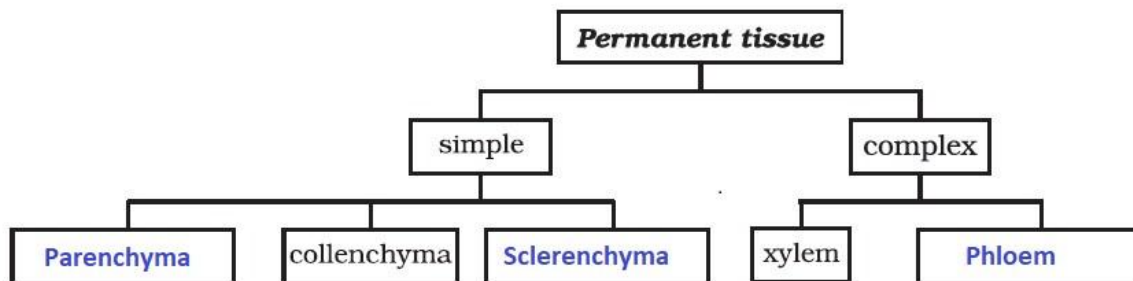 Permanent tissue
simple
complex
Parenchyma
collenchyma
Sclerenchyma
xylem
Phloem